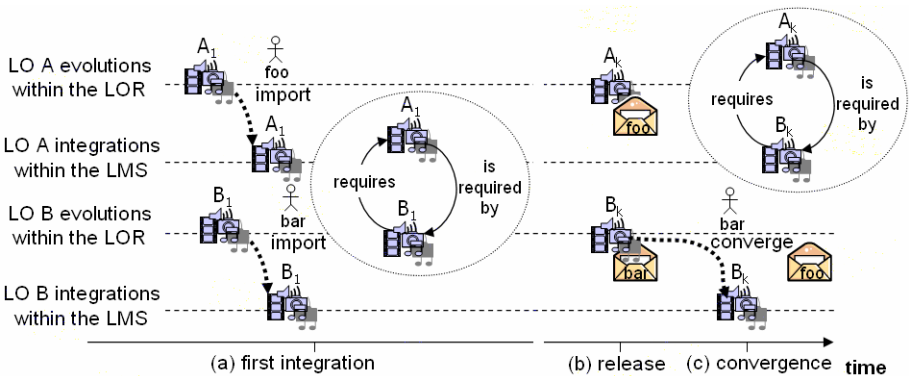 LO A evolutions
within the LOR
LO A integrations
within the LMS
LO B evolutions
within the LOR
LO B integrations
within the LMS
A1
foo
import
A1
B1
bar
import
B1
A1
requires
is
required
by
B1
Ak
foo
Bk
bar
bar
converge
foo
Bk
Ak
requires
is
required
by
Bk
(a) first integration
(b) release
(c) convergence
time